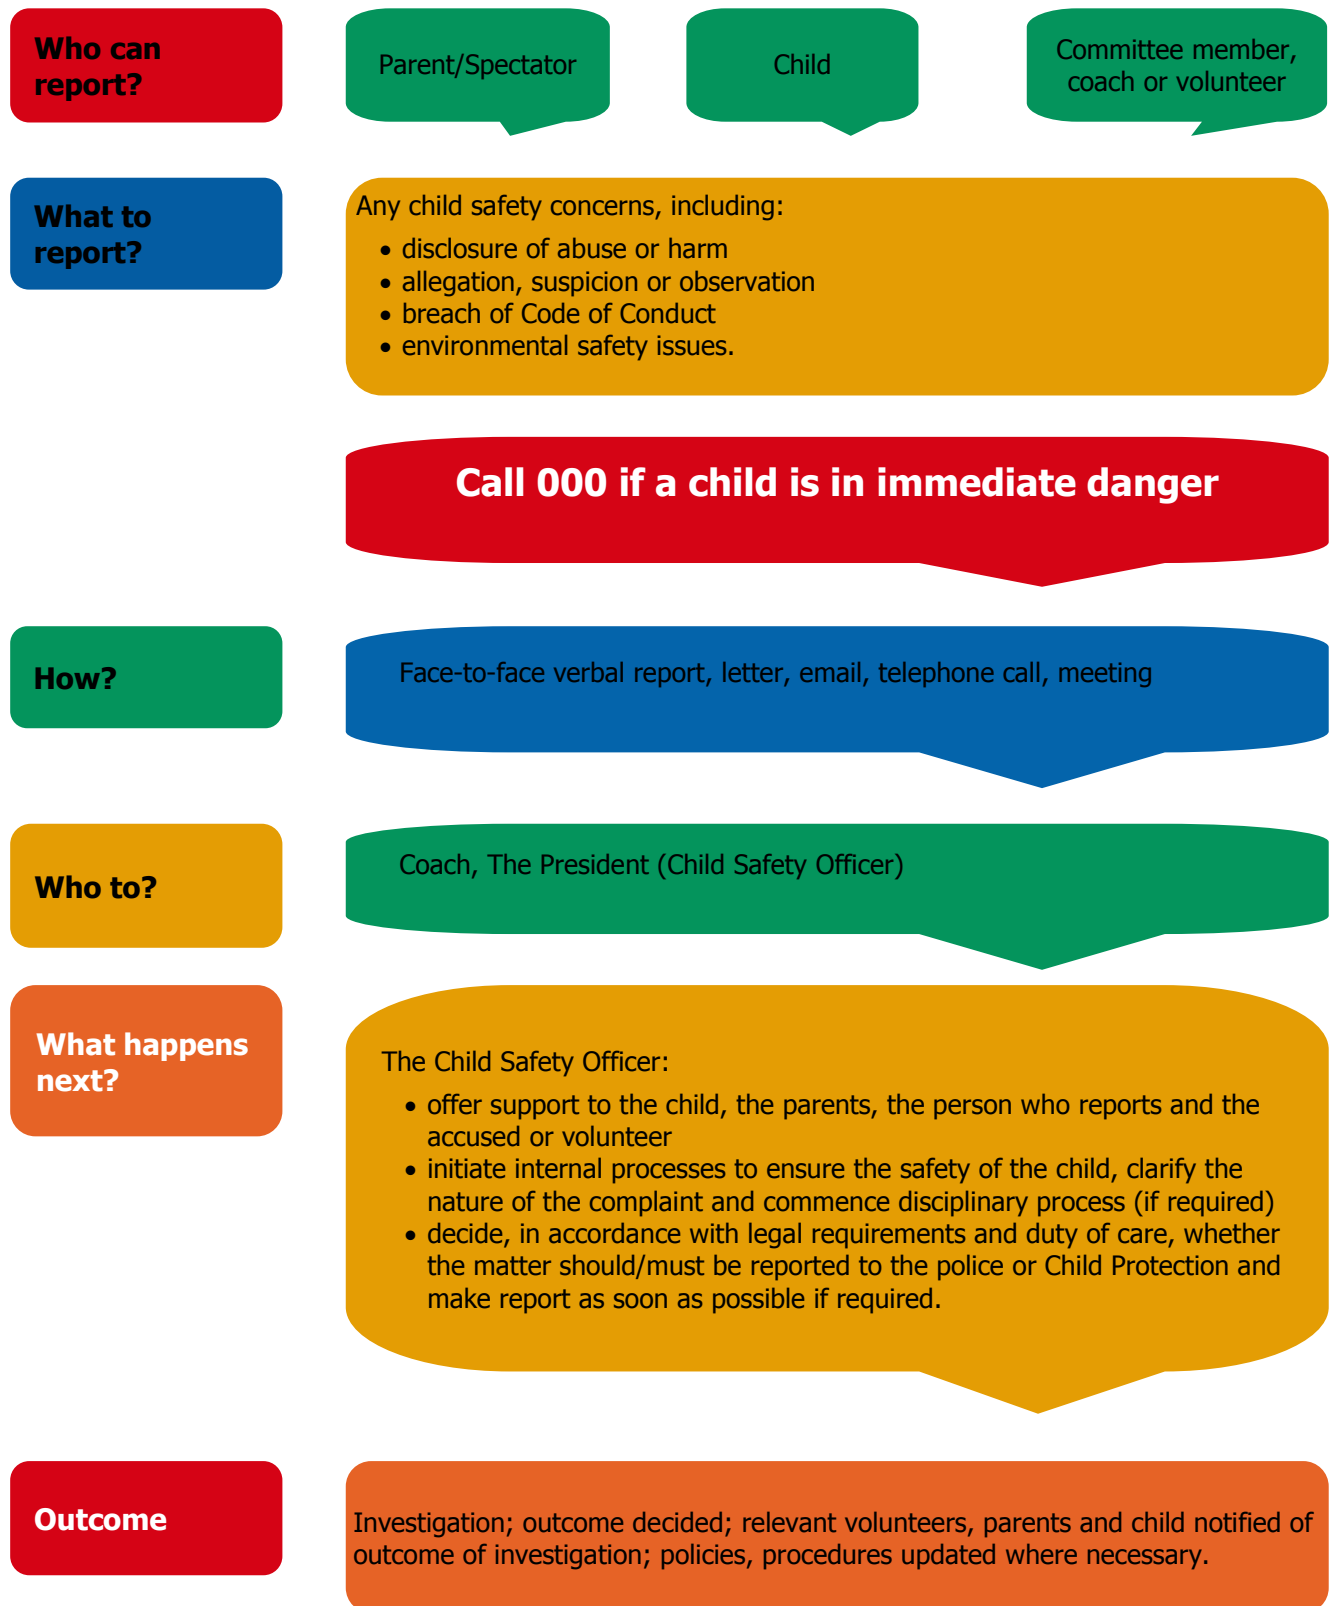 Who can
report?
Parent/Spectator
Child
Committee member,
coach or volunteer
What to
report?
Any child safety concerns, including:
• disclosure of abuse or harm
• allegation, suspicion or observation
• breach of Code of Conduct
• environmental safety issues.
Call 000 if a child is in immediate danger
How?
Face-to-face verbal report, letter, email, telephone call, meeting
Who to?
Coach, The President (Child Safety Officer)
What happens
next?
The Child Safety Officer:
• offer support to the child, the parents, the person who reports and the
accused or volunteer
• initiate internal processes to ensure the safety of the child, clarify the
nature of the complaint and commence disciplinary process (if required)
• decide, in accordance with legal requirements and duty of care, whether
the matter should/must be reported to the police or Child Protection and
make report as soon as possible if required.
Outcome
Investigation; outcome decided; relevant volunteers, parents and child notified of
outcome of investigation; policies, procedures updated where necessary.